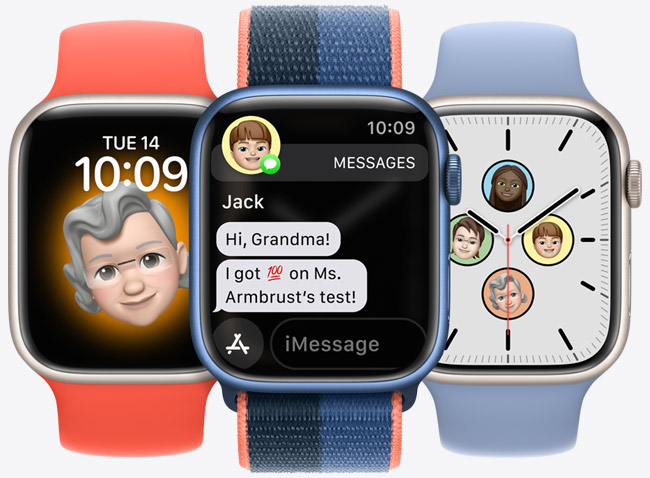 TUE 14
10:09
10:09
MESSAGES
Jack
Hi, Grandma!
I got 💯 on Ms.
Armbrust's test!
iMessage